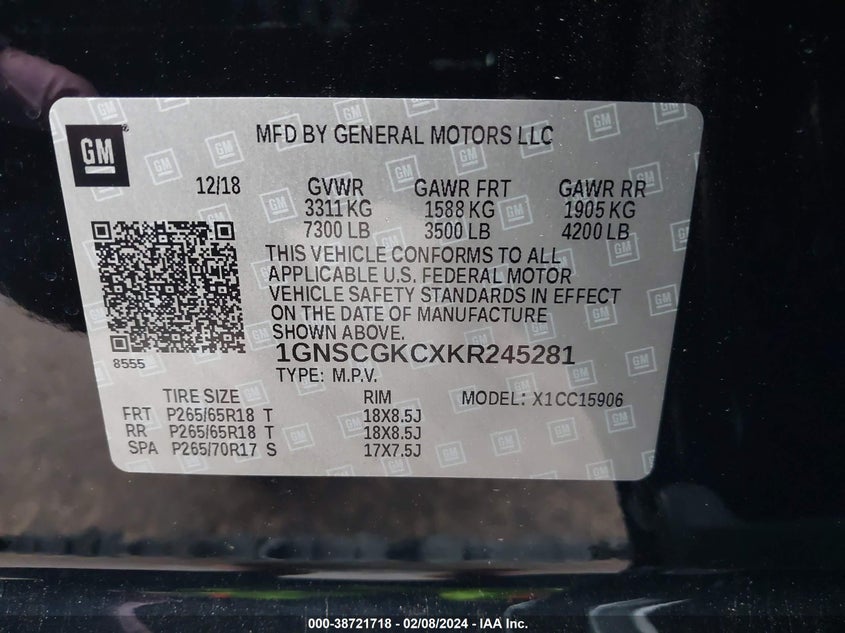 GM
MFD BY GENERAL MOTORS LLC
12/18 GVWR GAWR FRT GAWR RR
3311 KG 1588 KG 1905 KG
7300 LB 3500 LB 4200 LB
THIS VEHICLE CONFORMS TO ALL
APPLICABLE U.S. FEDERAL MOTOR
VEHICLE SAFETY STANDARDS IN EFFECT
ON THE DATE OF MANUFACTURE
SHOWN ABOVE.
8555
1GNSCGKCXKR245281
TYPE: M.P.V.
TIRE SIZE RIM MODEL: X1CC15906
FRT P265/65R18 T 18X8.5J
RR P265/65R18 T 18X8.5J
SPA P265/70R17 S 17X7.5J
000-38721718 - 02/08/2024 - IAA Inc.